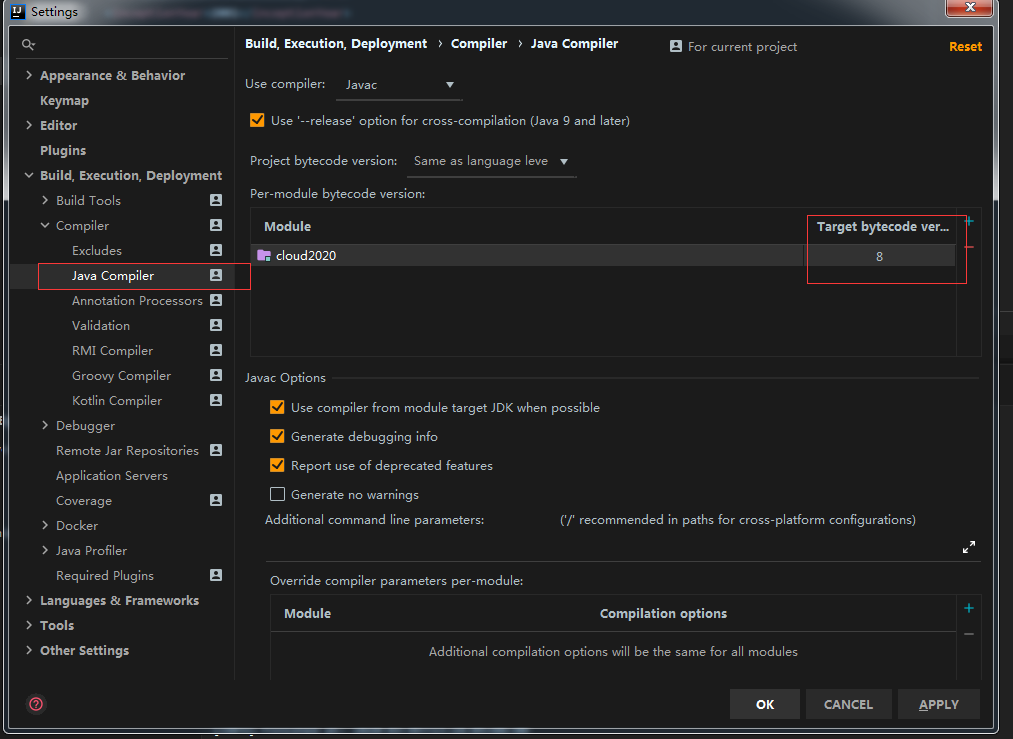 IJ Settings
Build, Execution, Deployment › Compiler › Java Compiler For current project Reset
Appearance & Behavior
Keymap
Editor
Plugins
Build, Execution, Deployment
Build Tools
Compiler
Excludes
Java Compiler
Annotation Processors
Validation
RMI Compiler
Groovy Compiler
Kotlin Compiler
Debugger
Remote Jar Repositories
Application Servers
Coverage
Docker
Java Profiler
Required Plugins
Languages & Frameworks
Tools
Other Settings
Use compiler: Javac
Use '--release' option for cross-compilation (Java 9 and later)
Project bytecode version: Same as language leve
Per-module bytecode version:
Module Target bytecode ver...
cloud2020 8
Javac Options
Use compiler from module target JDK when possible
Generate debugging info
Report use of deprecated features
Generate no warnings
Additional command line parameters: ('/' recommended in paths for cross-platform configurations)
Override compiler parameters per-module:
Module Compilation options
Additional compilation options will be the same for all modules
? OK CANCEL APPLY